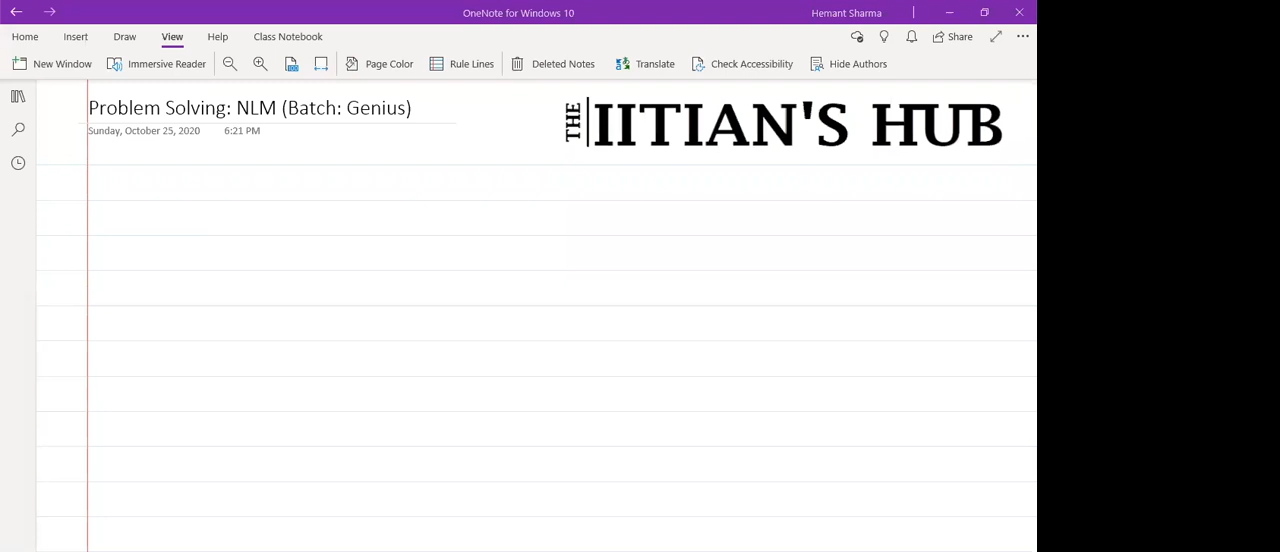 OneNote for Windows 10
Hemant Sharma
Home Insert Draw View Help Class Notebook
Share
New Window Immersive Reader Page Color Rule Lines Deleted Notes Translate Check Accessibility Hide Authors
Problem Solving: NLM (Batch: Genius)
Sunday, October 25, 2020 6:21 PM
THE IITIAN'S HUB